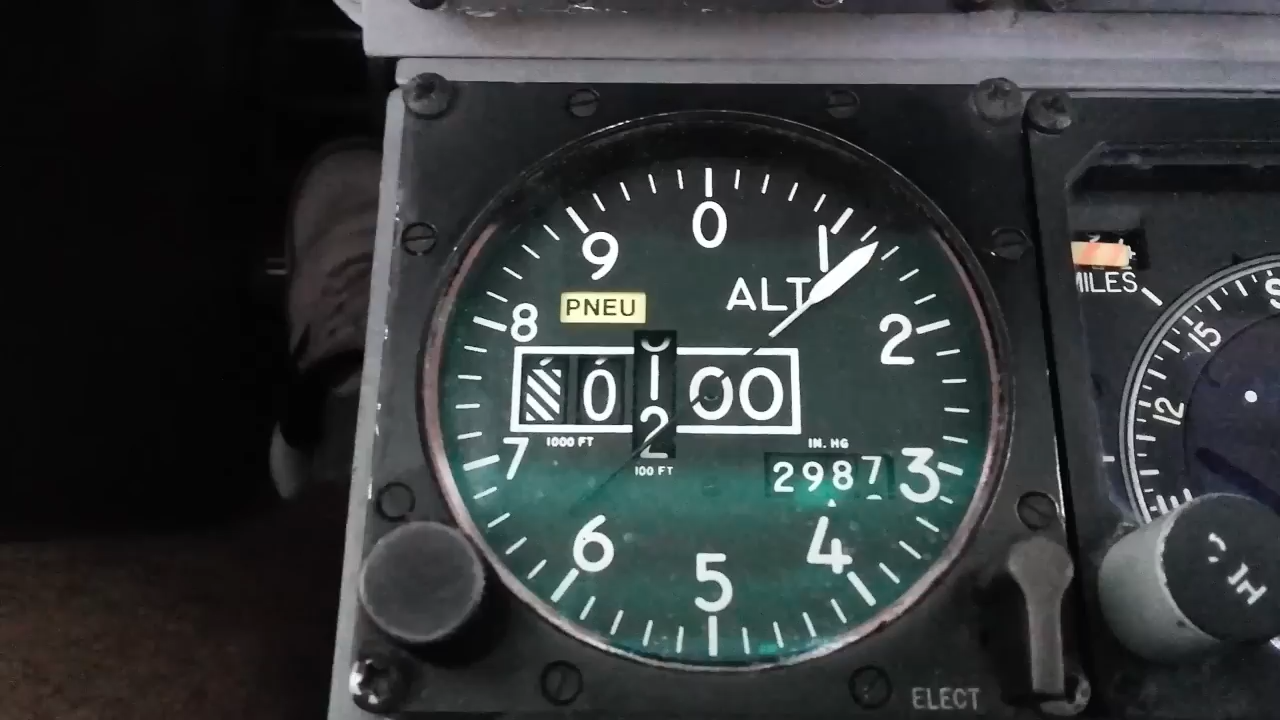 0
1
9
ALT
MILES
PNEU
8
2
15
0 1 00
2
12
1000 FT
IN. HG
100 FT
2987
7
3
6
4
5
ELECT